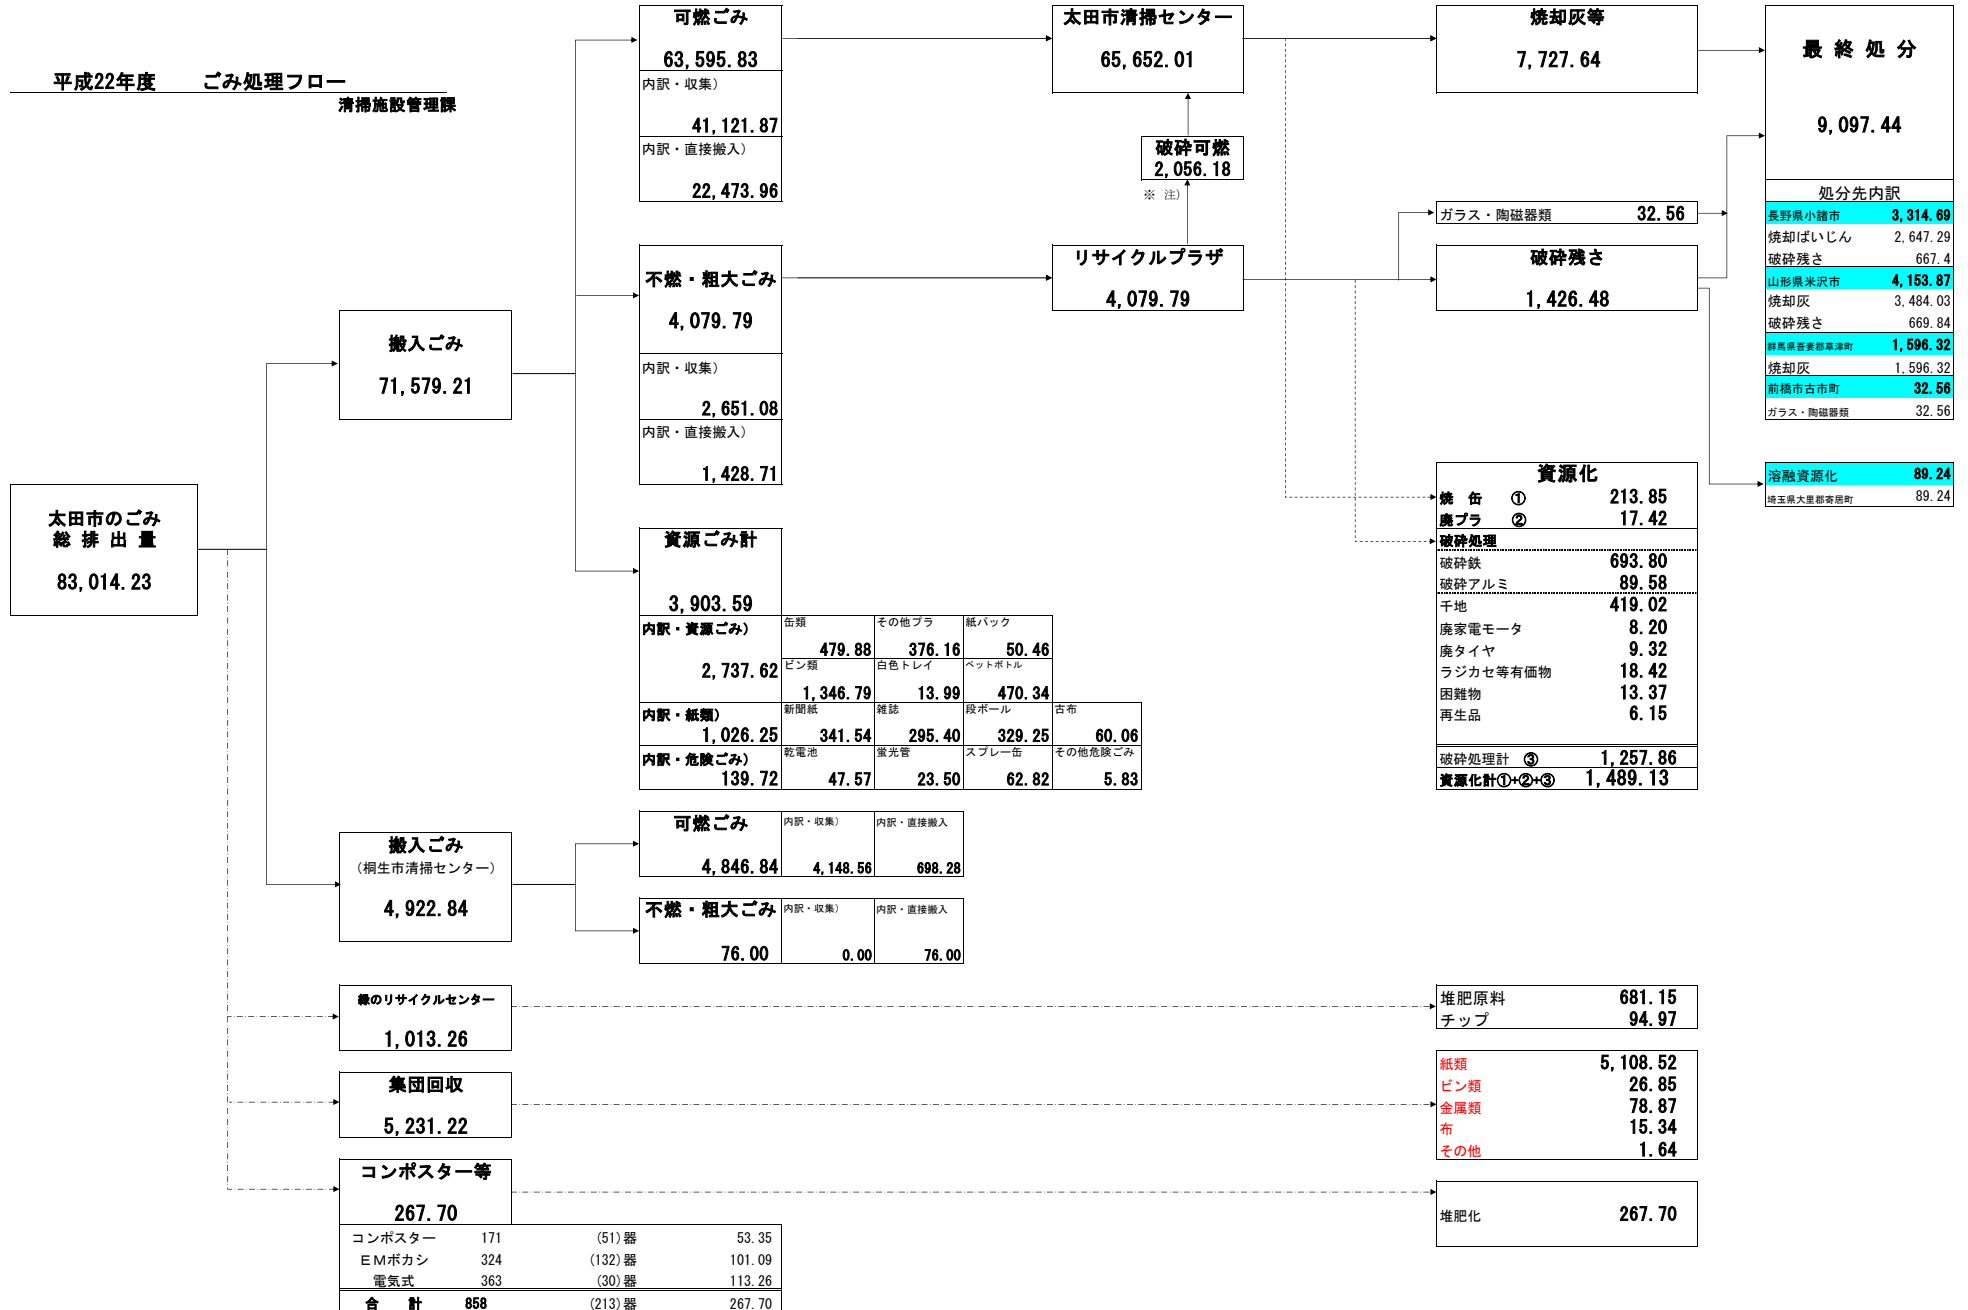 平成22年度 ごみ処理フロー
清掃施設管理課
太田市のごみ
総 排 出 量
83,014.23
搬入ごみ
71,579.21
可燃ごみ
63,595.83
内訳・収集)
41,121.87
内訳・直接搬入)
22,473.96
不燃・粗大ごみ
4,079.79
内訳・収集)
2,651.08
内訳・直接搬入)
1,428.71
資源ごみ計
3,903.59
内訳・資源ごみ)
2,737.62
缶類 その他プラ 紙パック
479.88 376.16 50.46
ビン類 白色トレイ ペットボトル
1,346.79 13.99 470.34
内訳・紙類)
1,026.25
新聞紙 雑誌 段ボール 古布
341.54 295.40 329.25 60.06
内訳・危険ごみ)
139.72
乾電池 蛍光管 スプレー缶 その他危険ごみ
47.57 23.50 62.82 5.83
太田市清掃センター
65,652.01
破砕可燃
2,056.18
※ 注)
リサイクルプラザ
4,079.79
焼却灰等
7,727.64
ガラス・陶磁器類 32.56
破砕残さ
1,426.48
最 終 処 分
9,097.44
処分先内訳
長野県小諸市 3,314.69
焼却ばいじん 2,647.29
破砕残さ 667.4
山形県米沢市 4,153.87
焼却灰 3,484.03
破砕残さ 669.84
群馬県吾妻郡草津町 1,596.32
焼却灰 1,596.32
前橋市古市町 32.56
ガラス・陶磁器類 32.56
溶融資源化 89.24
埼玉県大里郡寄居町 89.24
資源化
焼 缶 ① 213.85
廃プラ ② 17.42
破砕処理
破砕鉄 693.80
破砕アルミ 89.58
千地 419.02
廃家電モータ 8.20
廃タイヤ 9.32
ラジカセ等有価物 18.42
困難物 13.37
再生品 6.15
破砕処理計 ③ 1,257.86
資源化計①+②+③ 1,489.13
搬入ごみ
(桐生市清掃センター)
4,922.84
可燃ごみ 内訳・収集) 内訳・直接搬入
4,846.84 4,148.56 698.28
不燃・粗大ごみ 内訳・収集) 内訳・直接搬入
76.00 0.00 76.00
緑のリサイクルセンター
1,013.26
堆肥原料 681.15
チップ 94.97
集団回収
5,231.22
紙類 5,108.52
ビン類 26.85
金属類 78.87
布 15.34
その他 1.64
コンポスター等
267.70
堆肥化 267.70
コンポスター 171 (51)器 53.35
EMボカシ 324 (132)器 101.09
電気式 363 (30)器 113.26
合 計 858 (213)器 267.70